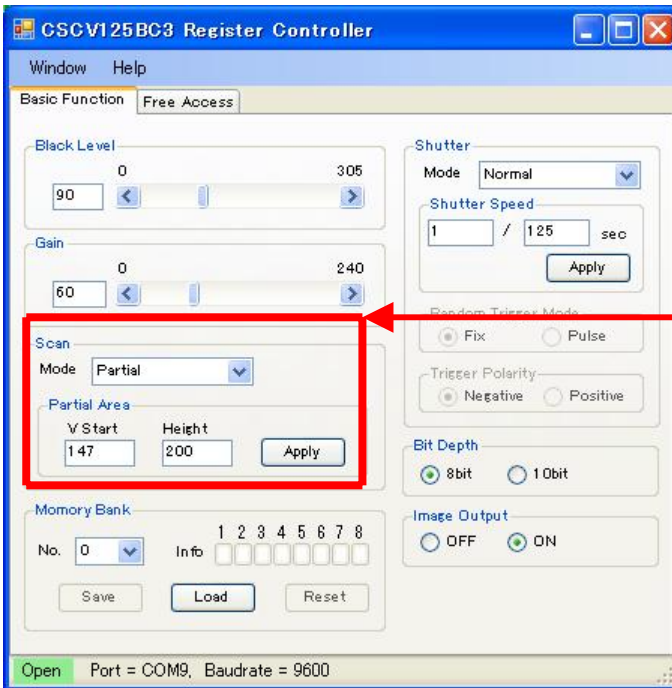 CSCV125BC3 Register Controller
Window Help
Basic Function Free Access
Black Level
0 305
90
Gain
0 240
60
Scan
Mode Partial
Partial Area
V Start Height
147 200 Apply
Momory Bank
1 2 3 4 5 6 7 8
No. 0 Info
Save Load Reset
Shutter
Mode Normal
Shutter Speed
1 / 125 sec
Apply
Random Trigger Mode
Fix Pulse
Trigger Polarity
Negative Positive
Bit Depth
8bit 10bit
Image Output
OFF ON
Open Port = COM9, Baudrate = 9600